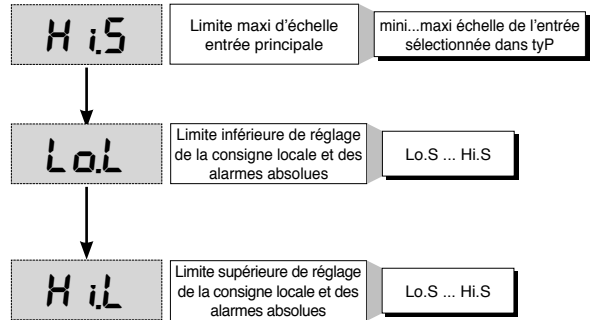 Hi.S
Limite maxi d'échelle
entrée principale
mini...maxi échelle de l'entrée
sélectionnée dans tyP
Lo.L
Limite inférieure de réglage
de la consigne locale et des
alarmes absolues
Lo.S ... Hi.S
Hi.L
Limite supérieure de réglage
de la consigne locale et des
alarmes absolues
Lo.S ... Hi.S